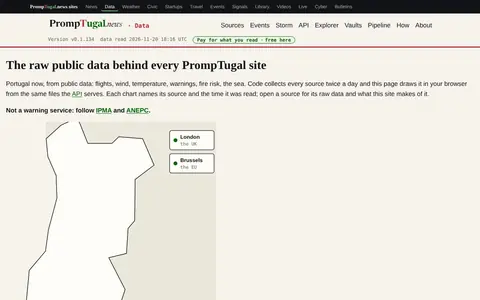 PrompTugal.news sites News Data Weather Civic Startups Travel Events Signals Library Videos Live Cyber Bulletins
PrompTugal.news · Data
Sources Events Storm API Explorer Vaults Pipeline How About
Version v0.1.134 data read 2026-11-20 18:16 UTC Pay for what you read · free here
The raw public data behind every PrompTugal site
Portugal now, from public data: flights, wind, temperature, warnings, fire risk, the sea. Code collects every source twice a day and this page draws it in your browser
from the same files the API serves. Each chart names its source and the time it was read; open a source for its raw data and what this site makes of it.
Not a warning service: follow IPMA and ANEPC.
London
the UK
Brussels
the EU